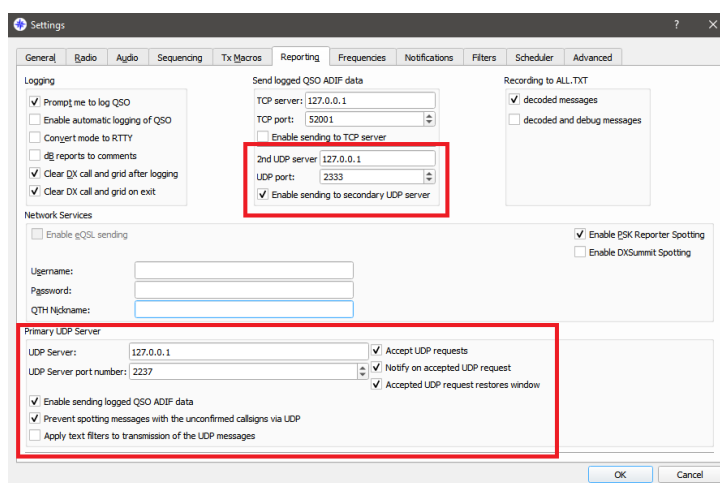 Settings
? ×
General Radio Audio Sequencing Tx Macros Reporting Frequencies Notifications Filters Scheduler Advanced
Logging
Prompt me to log QSO
Enable automatic logging of QSO
Convert mode to RTTY
dB reports to comments
Clear DX call and grid after logging
Clear DX call and grid on exit
Send logged QSO ADIF data
TCP server: 127.0.0.1
TCP port: 52001
Enable sending to TCP server
2nd UDP server 127.0.0.1
UDP port: 2333
Enable sending to secondary UDP server
Recording to ALL.TXT
decoded messages
decoded and debug messages
Network Services
Enable eQSL sending
Enable PSK Reporter Spotting
Enable DXSummit Spotting
Username:
Password:
QTH Nickname:
Primary UDP Server
UDP Server: 127.0.0.1
UDP Server port number: 2237
Accept UDP requests
Notify on accepted UDP request
Accepted UDP request restores window
Enable sending logged QSO ADIF data
Prevent spotting messages with the unconfirmed callsigns via UDP
Apply text filters to transmission of the UDP messages
OK Cancel